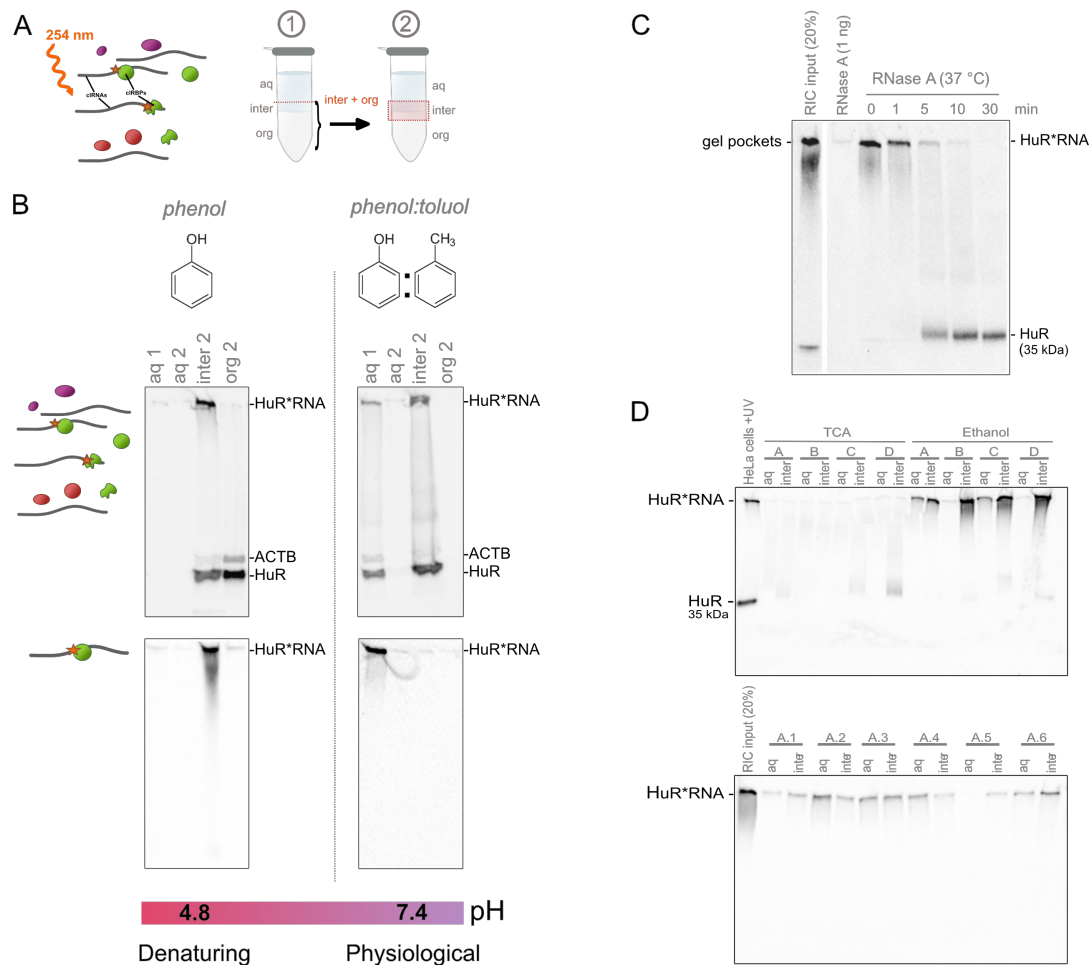 A
254 nm
clRNAs
clRBPs
1
2
aq
inter
org
inter + org
aq
inter
org
B
phenol
phenol:toluol
OH
OH
CH3
aq 1
aq 2
inter 2
org 2
aq 1
aq 2
inter 2
org 2
-HuR*RNA
-HuR*RNA
-ACTB
-ACTB
-HuR
-HuR
-HuR*RNA
-HuR*RNA
4.8
7.4
pH
Denaturing
Physiological
C
RIC input (20%)
RNase A (1 ng)
RNase A (37 °C)
0 1 5 10 30 min
gel pockets -
- HuR*RNA
- HuR
(35 kDa)
D
HeLa cells +UV
TCA
Ethanol
A B C D A B C D
aq inter aq inter aq inter aq inter aq inter aq inter aq inter aq inter
HuR*RNA -
HuR -
35 kDa
RIC input (20%)
A.1 A.2 A.3 A.4 A.5 A.6
aq inter aq inter aq inter aq inter aq inter aq inter
HuR*RNA -